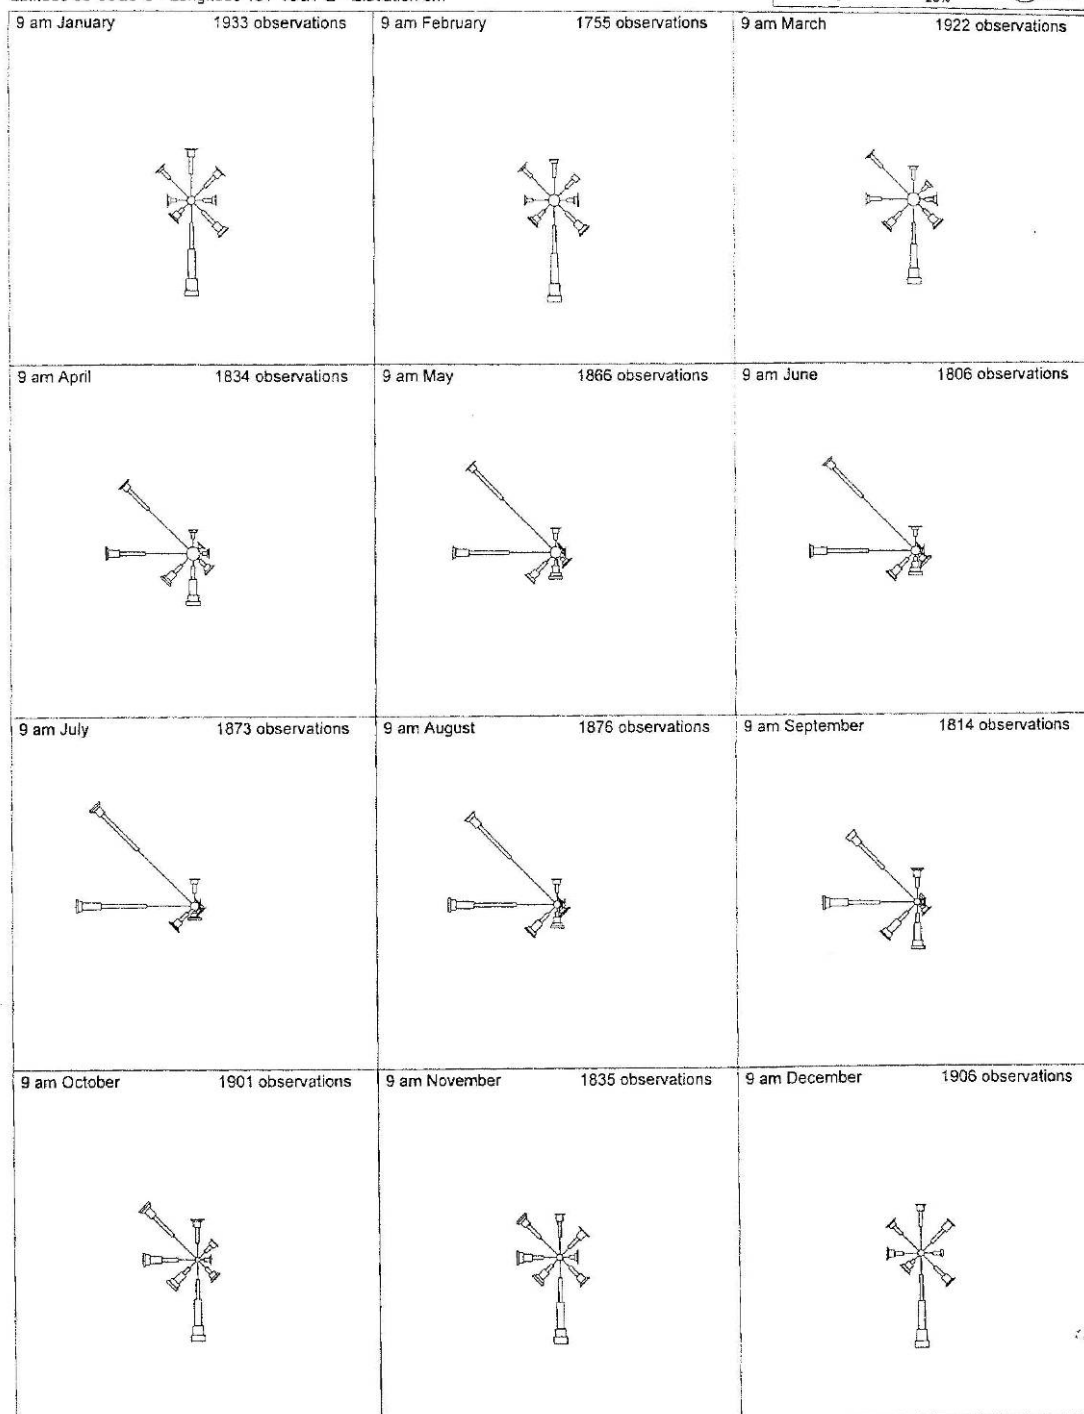 9 am January 1933 observations
9 am February 1755 observations
9 am March 1922 observations
9 am April 1834 observations
9 am May 1866 observations
9 am June 1806 observations
9 am July 1873 observations
9 am August 1876 observations
9 am September 1814 observations
9 am October 1901 observations
9 am November 1835 observations
9 am December 1906 observations